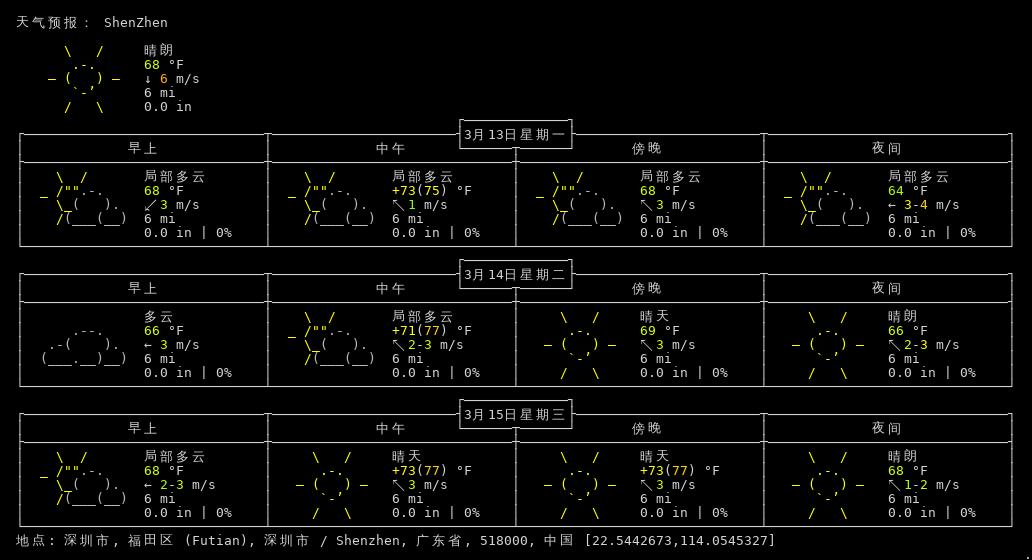 天气预报： ShenZhen
晴朗
68 °F
↓ 6 m/s
6 mi
0.0 in
3月13日星期一
早上 中午 傍晚 夜间
局部多云 局部多云 局部多云 局部多云
68 °F +73(75) °F 68 °F 64 °F
↙ 3 m/s ↖ 1 m/s ↖ 3 m/s ← 3-4 m/s
6 mi 6 mi 6 mi 6 mi
0.0 in | 0% 0.0 in | 0% 0.0 in | 0% 0.0 in | 0%
3月14日星期二
早上 中午 傍晚 夜间
多云 局部多云 晴天 晴朗
66 °F +71(77) °F 69 °F 66 °F
← 3 m/s ↖ 2-3 m/s ↖ 3 m/s ↖ 2-3 m/s
6 mi 6 mi 6 mi 6 mi
0.0 in | 0% 0.0 in | 0% 0.0 in | 0% 0.0 in | 0%
3月15日星期三
早上 中午 傍晚 夜间
局部多云 晴天 晴天 晴朗
68 °F +73(77) °F +73(77) °F 68 °F
← 2-3 m/s ↖ 3 m/s ↖ 3 m/s ↖ 1-2 m/s
6 mi 6 mi 6 mi 6 mi
0.0 in | 0% 0.0 in | 0% 0.0 in | 0% 0.0 in | 0%
地点: 深圳市, 福田区 (Futian), 深圳市 / Shenzhen, 广东省, 518000, 中国 [22.5442673,114.0545327]